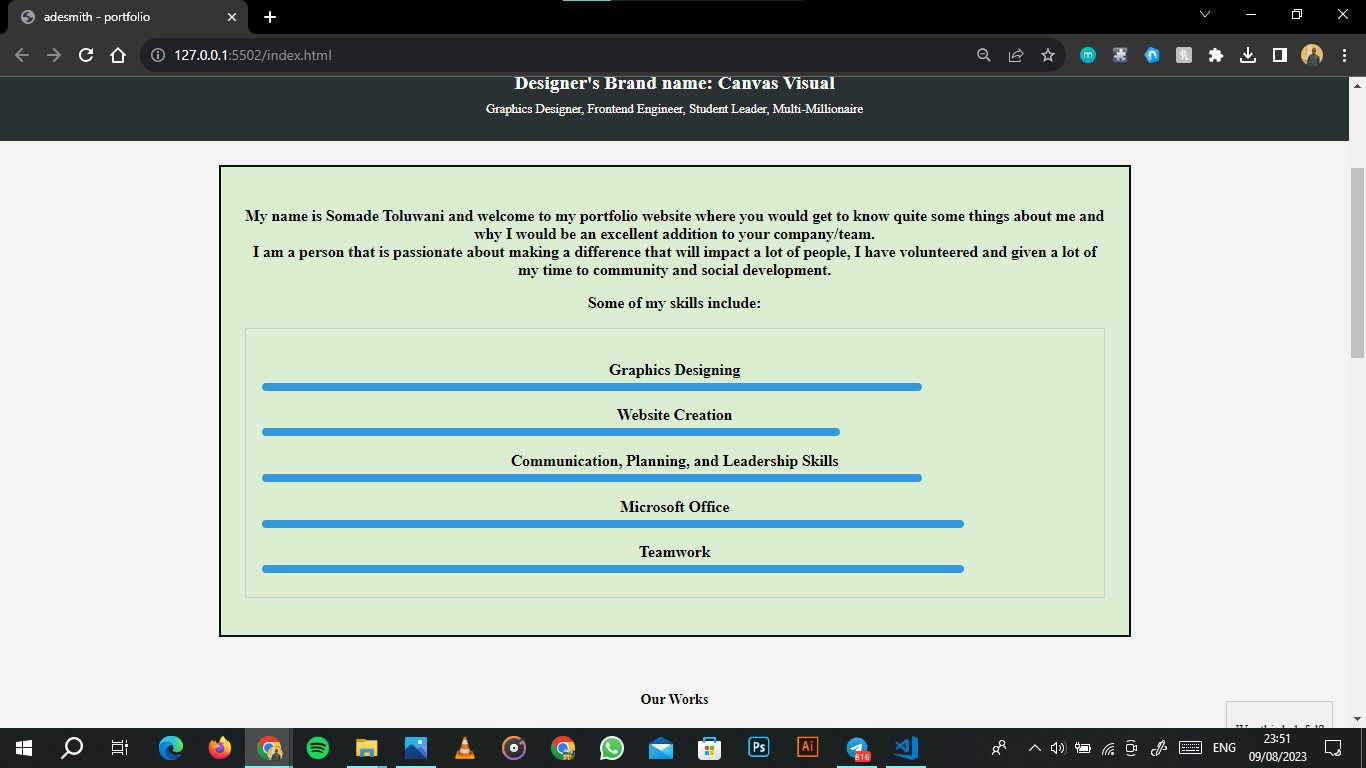 adesmith - portfolio
127.0.0.1:5502/index.html
m
Designer's Brand name: Canvas Visual
Graphics Designer, Frontend Engineer, Student Leader, Multi-Millionaire
My name is Somade Toluwani and welcome to my portfolio website where you would get to know quite some things about me and
why I would be an excellent addition to your company/team.
I am a person that is passionate about making a difference that will impact a lot of people, I have volunteered and given a lot of
my time to community and social development.
Some of my skills include:
Graphics Designing
Website Creation
Communication, Planning, and Leadership Skills
Microsoft Office
Teamwork
Our Works
Ps
Ai
816
ENG
23:51
09/08/2023